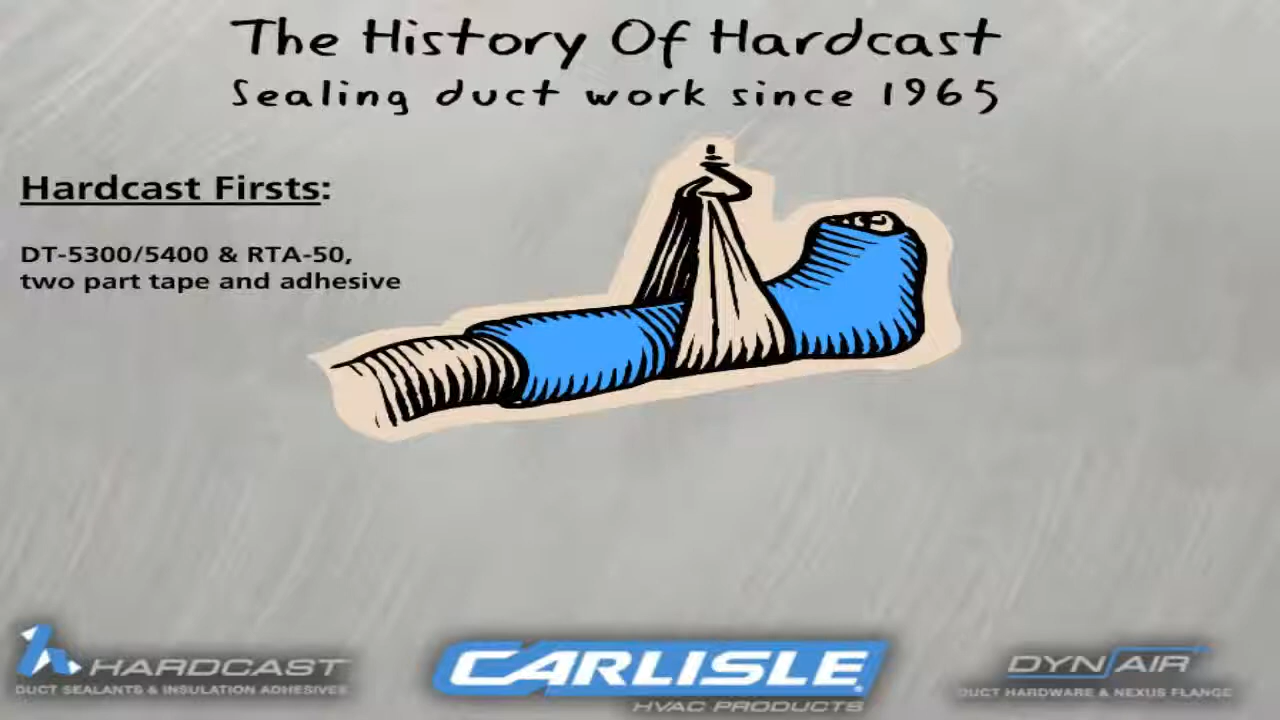 The History Of Hardcast
Sealing duct work since 1965
Hardcast Firsts:
DT-5300/5400 & RTA-50,
two part tape and adhesive
HARDCAST
DUCT SEALANTS & INSULATION ADHESIVES
CARLISLE®
HVAC PRODUCTS
DYN/AIR
DUCT HARDWARE & NEXUS FLANGE